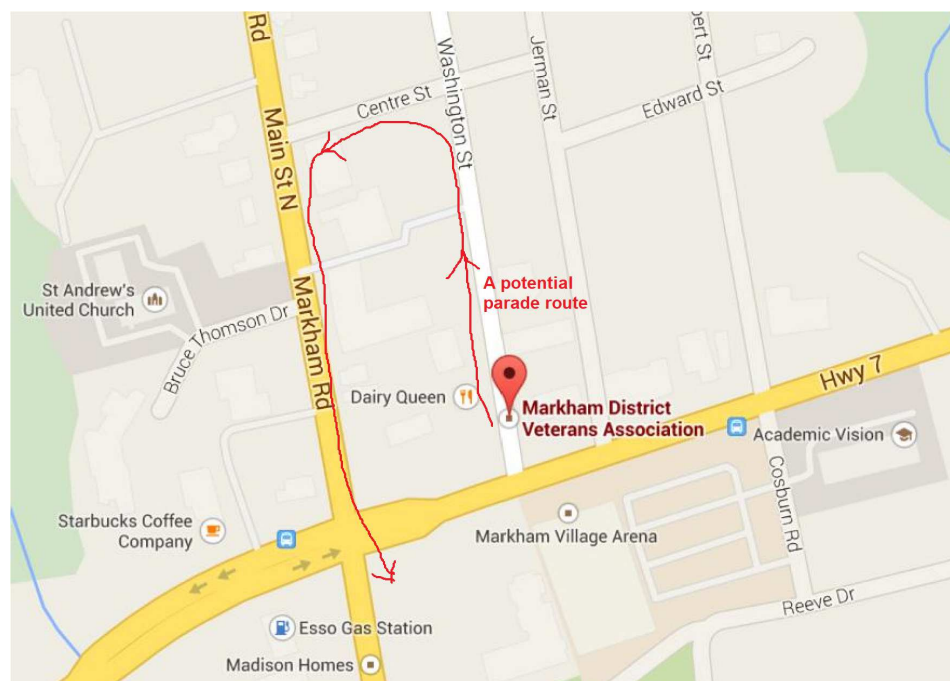 Rd
Main St N
Markham Rd
Centre St
Washington St
Jerman St
bert St
Edward St
St Andrew's
United Church
Bruce Thomson Dr
A potential
parade route
Dairy Queen
Markham District
Veterans Association
Hwy 7
Academic Vision
Cosburn Rd
Starbucks Coffee
Company
Markham Village Arena
Reeve Dr
Esso Gas Station
Madison Homes